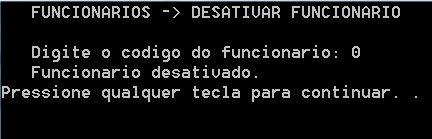 FUNCIONARIOS -> DESATIVAR FUNCIONARIO
Digite o codigo do funcionario: 0
Funcionario desativado.
Pressione qualquer tecla para continuar. .